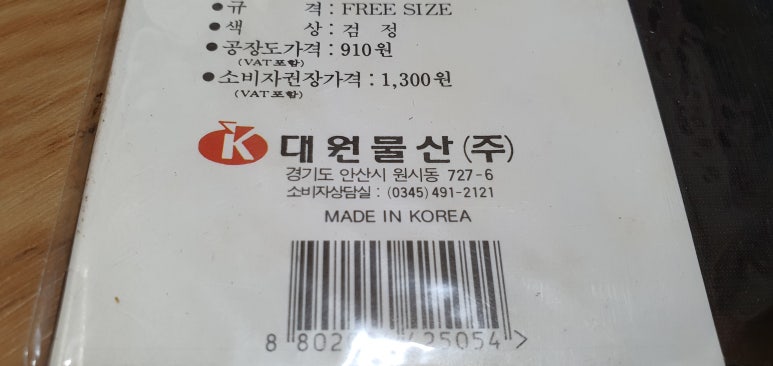 ●규 격 : FREE SIZE
●색 상 : 검 정
●공장도가격 : 910원
(VAT포함)
●소비자권장가격 : 1,300원
(VAT포함)
K 대원물산(주)
경기도 안산시 원시동 727-6
소비자상담실 : (0345) 491-2121
MADE IN KOREA
8 802 425054 >